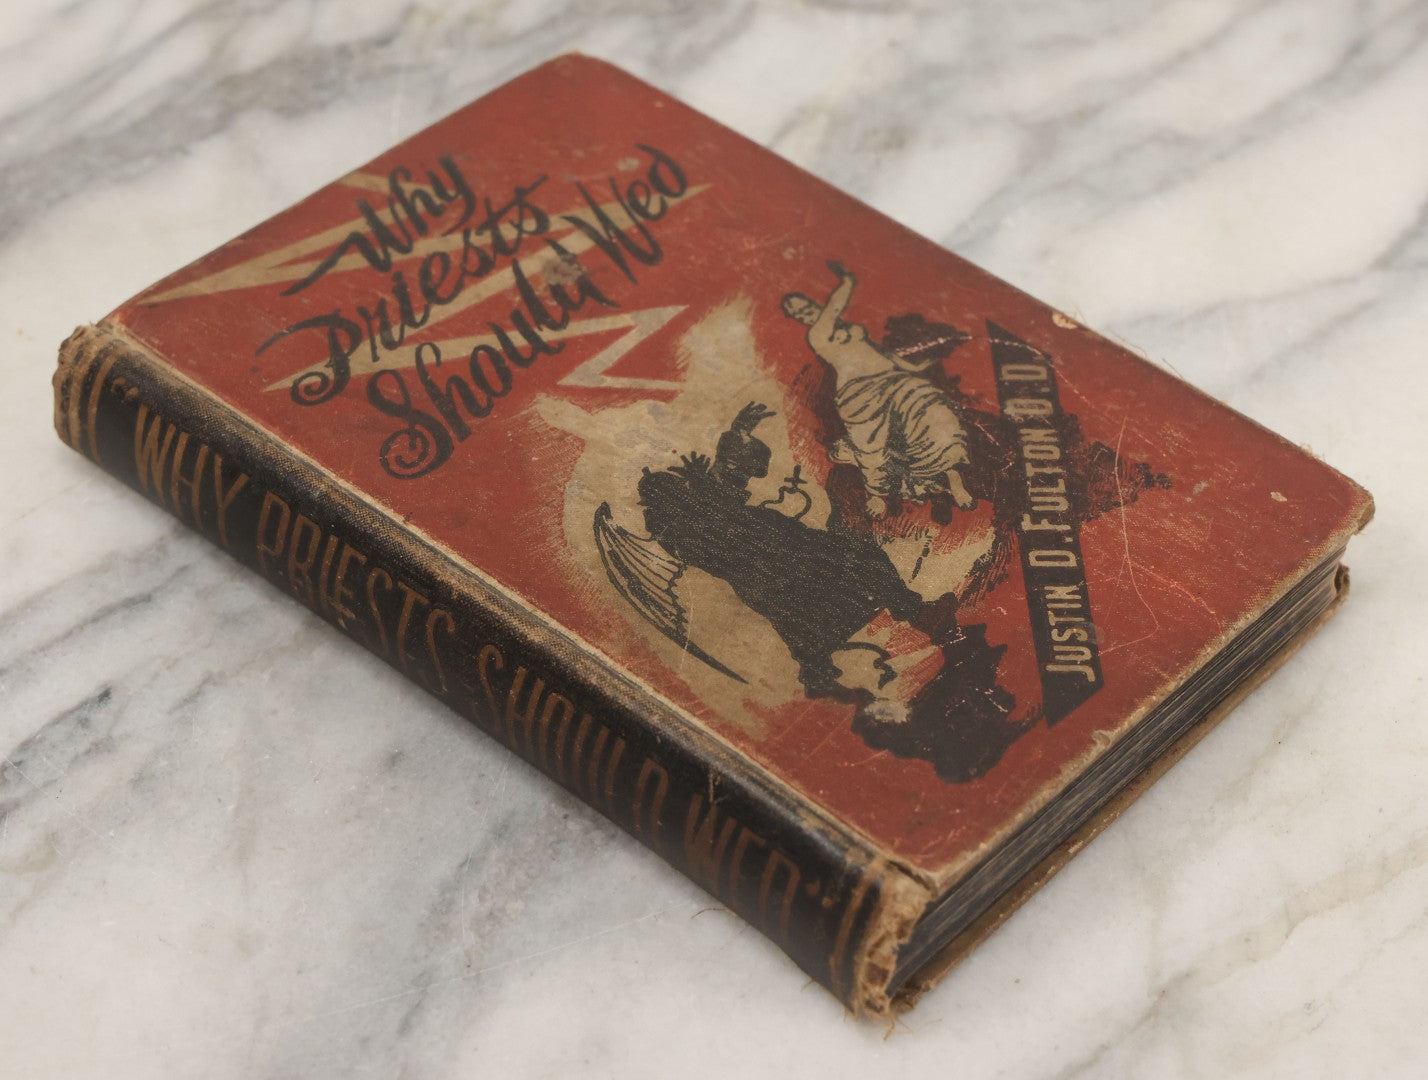 Why
Priests
Should Wed
JUSTIN D. FULTON D.D.
"WHY PRIESTS SHOULD WED"